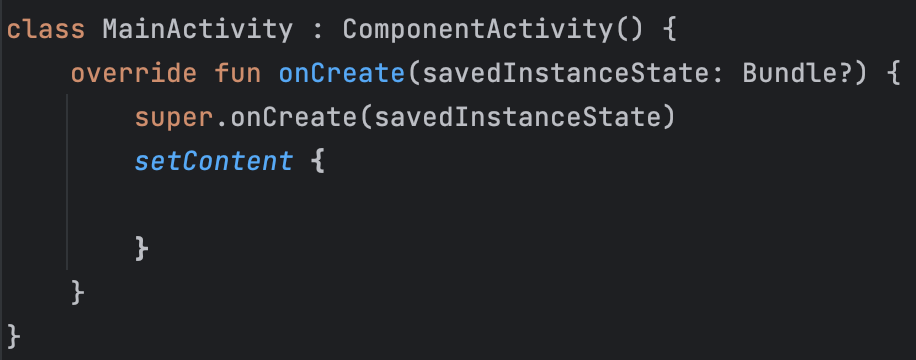 class MainActivity : ComponentActivity() {
    override fun onCreate(savedInstanceState: Bundle?) {
        super.onCreate(savedInstanceState)
        setContent {

        }
    }
}